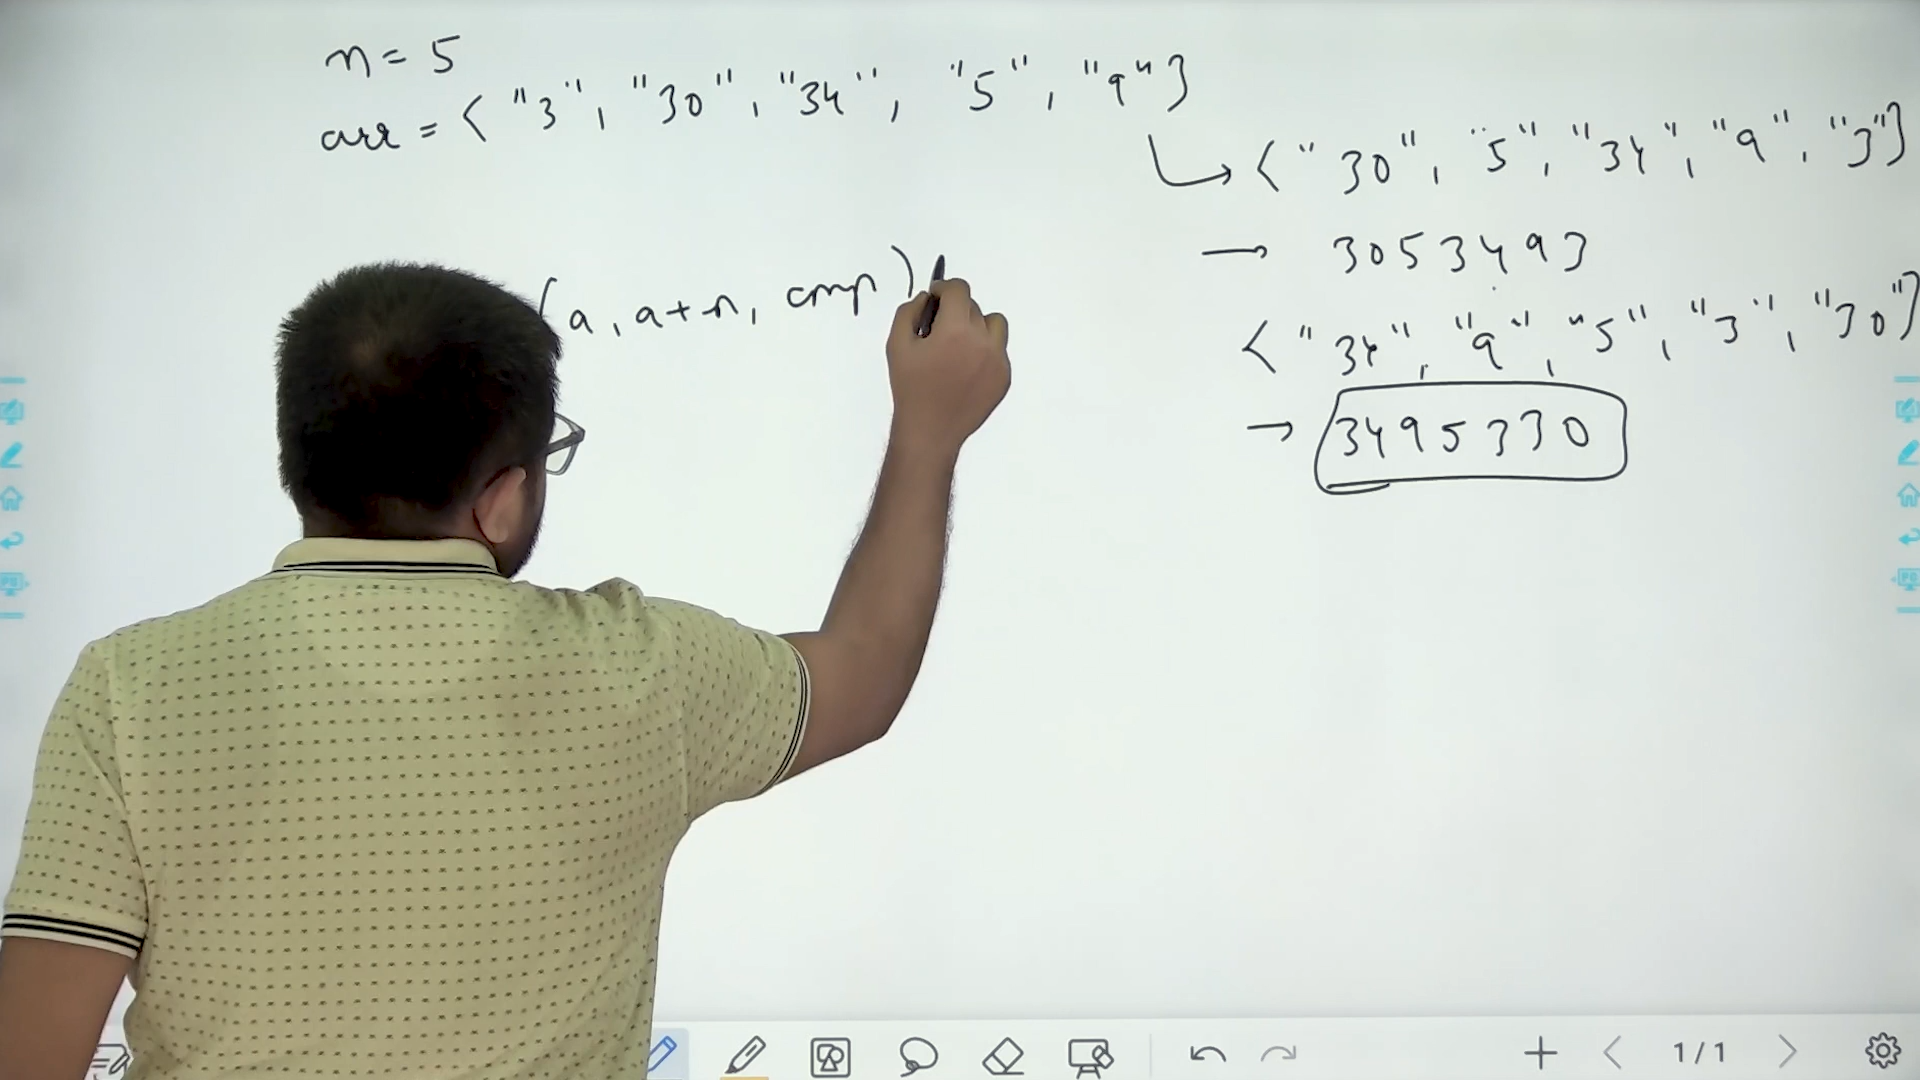 n = 5
arr = { "3", "30", "34", "5", "9" }
{ "30", "5", "34", "9", "3" }
→ 3053493
(a, a+n, cmp)
{ "34", "9", "5", "3", "30" }
→ 3495330
1/1